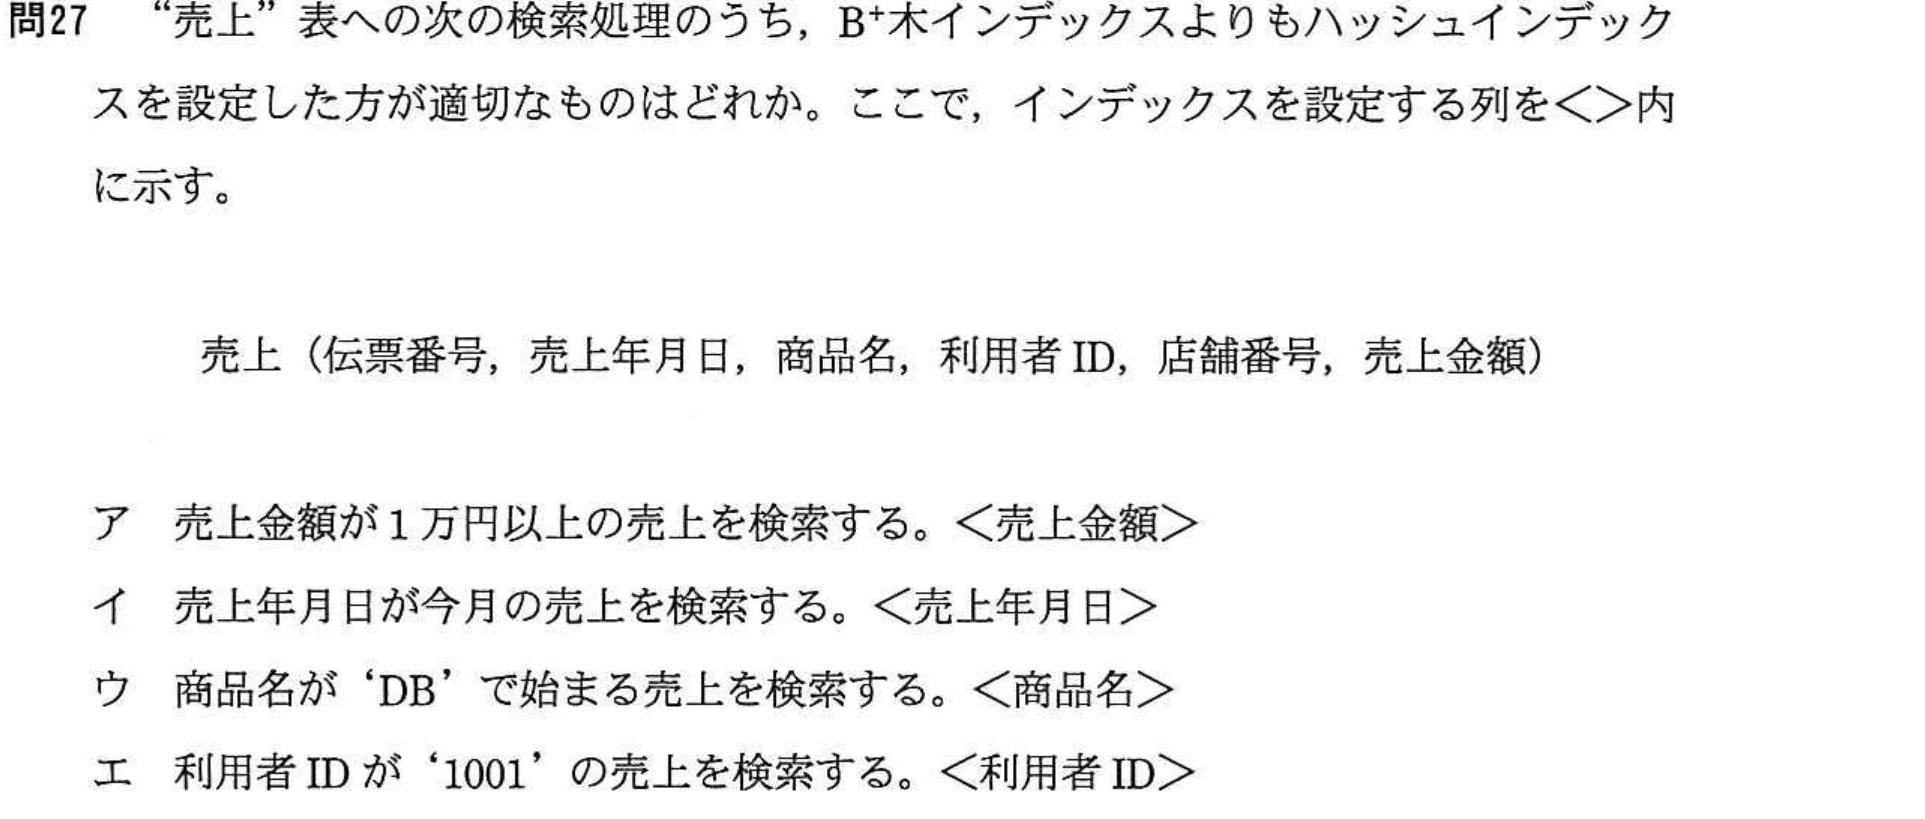 問27 “売上”表への次の検索処理のうち，B⁺木インデックスよりもハッシュインデック
スを設定した方が適切なものはどれか。ここで，インデックスを設定する列を＜＞内
に示す。
売上（伝票番号，売上年月日，商品名，利用者 ID，店舗番号，売上金額）
ア 売上金額が1万円以上の売上を検索する。＜売上金額＞
イ 売上年月日が今月の売上を検索する。＜売上年月日＞
ウ 商品名が‘DB’で始まる売上を検索する。＜商品名＞
エ 利用者 ID が‘1001’の売上を検索する。＜利用者 ID＞